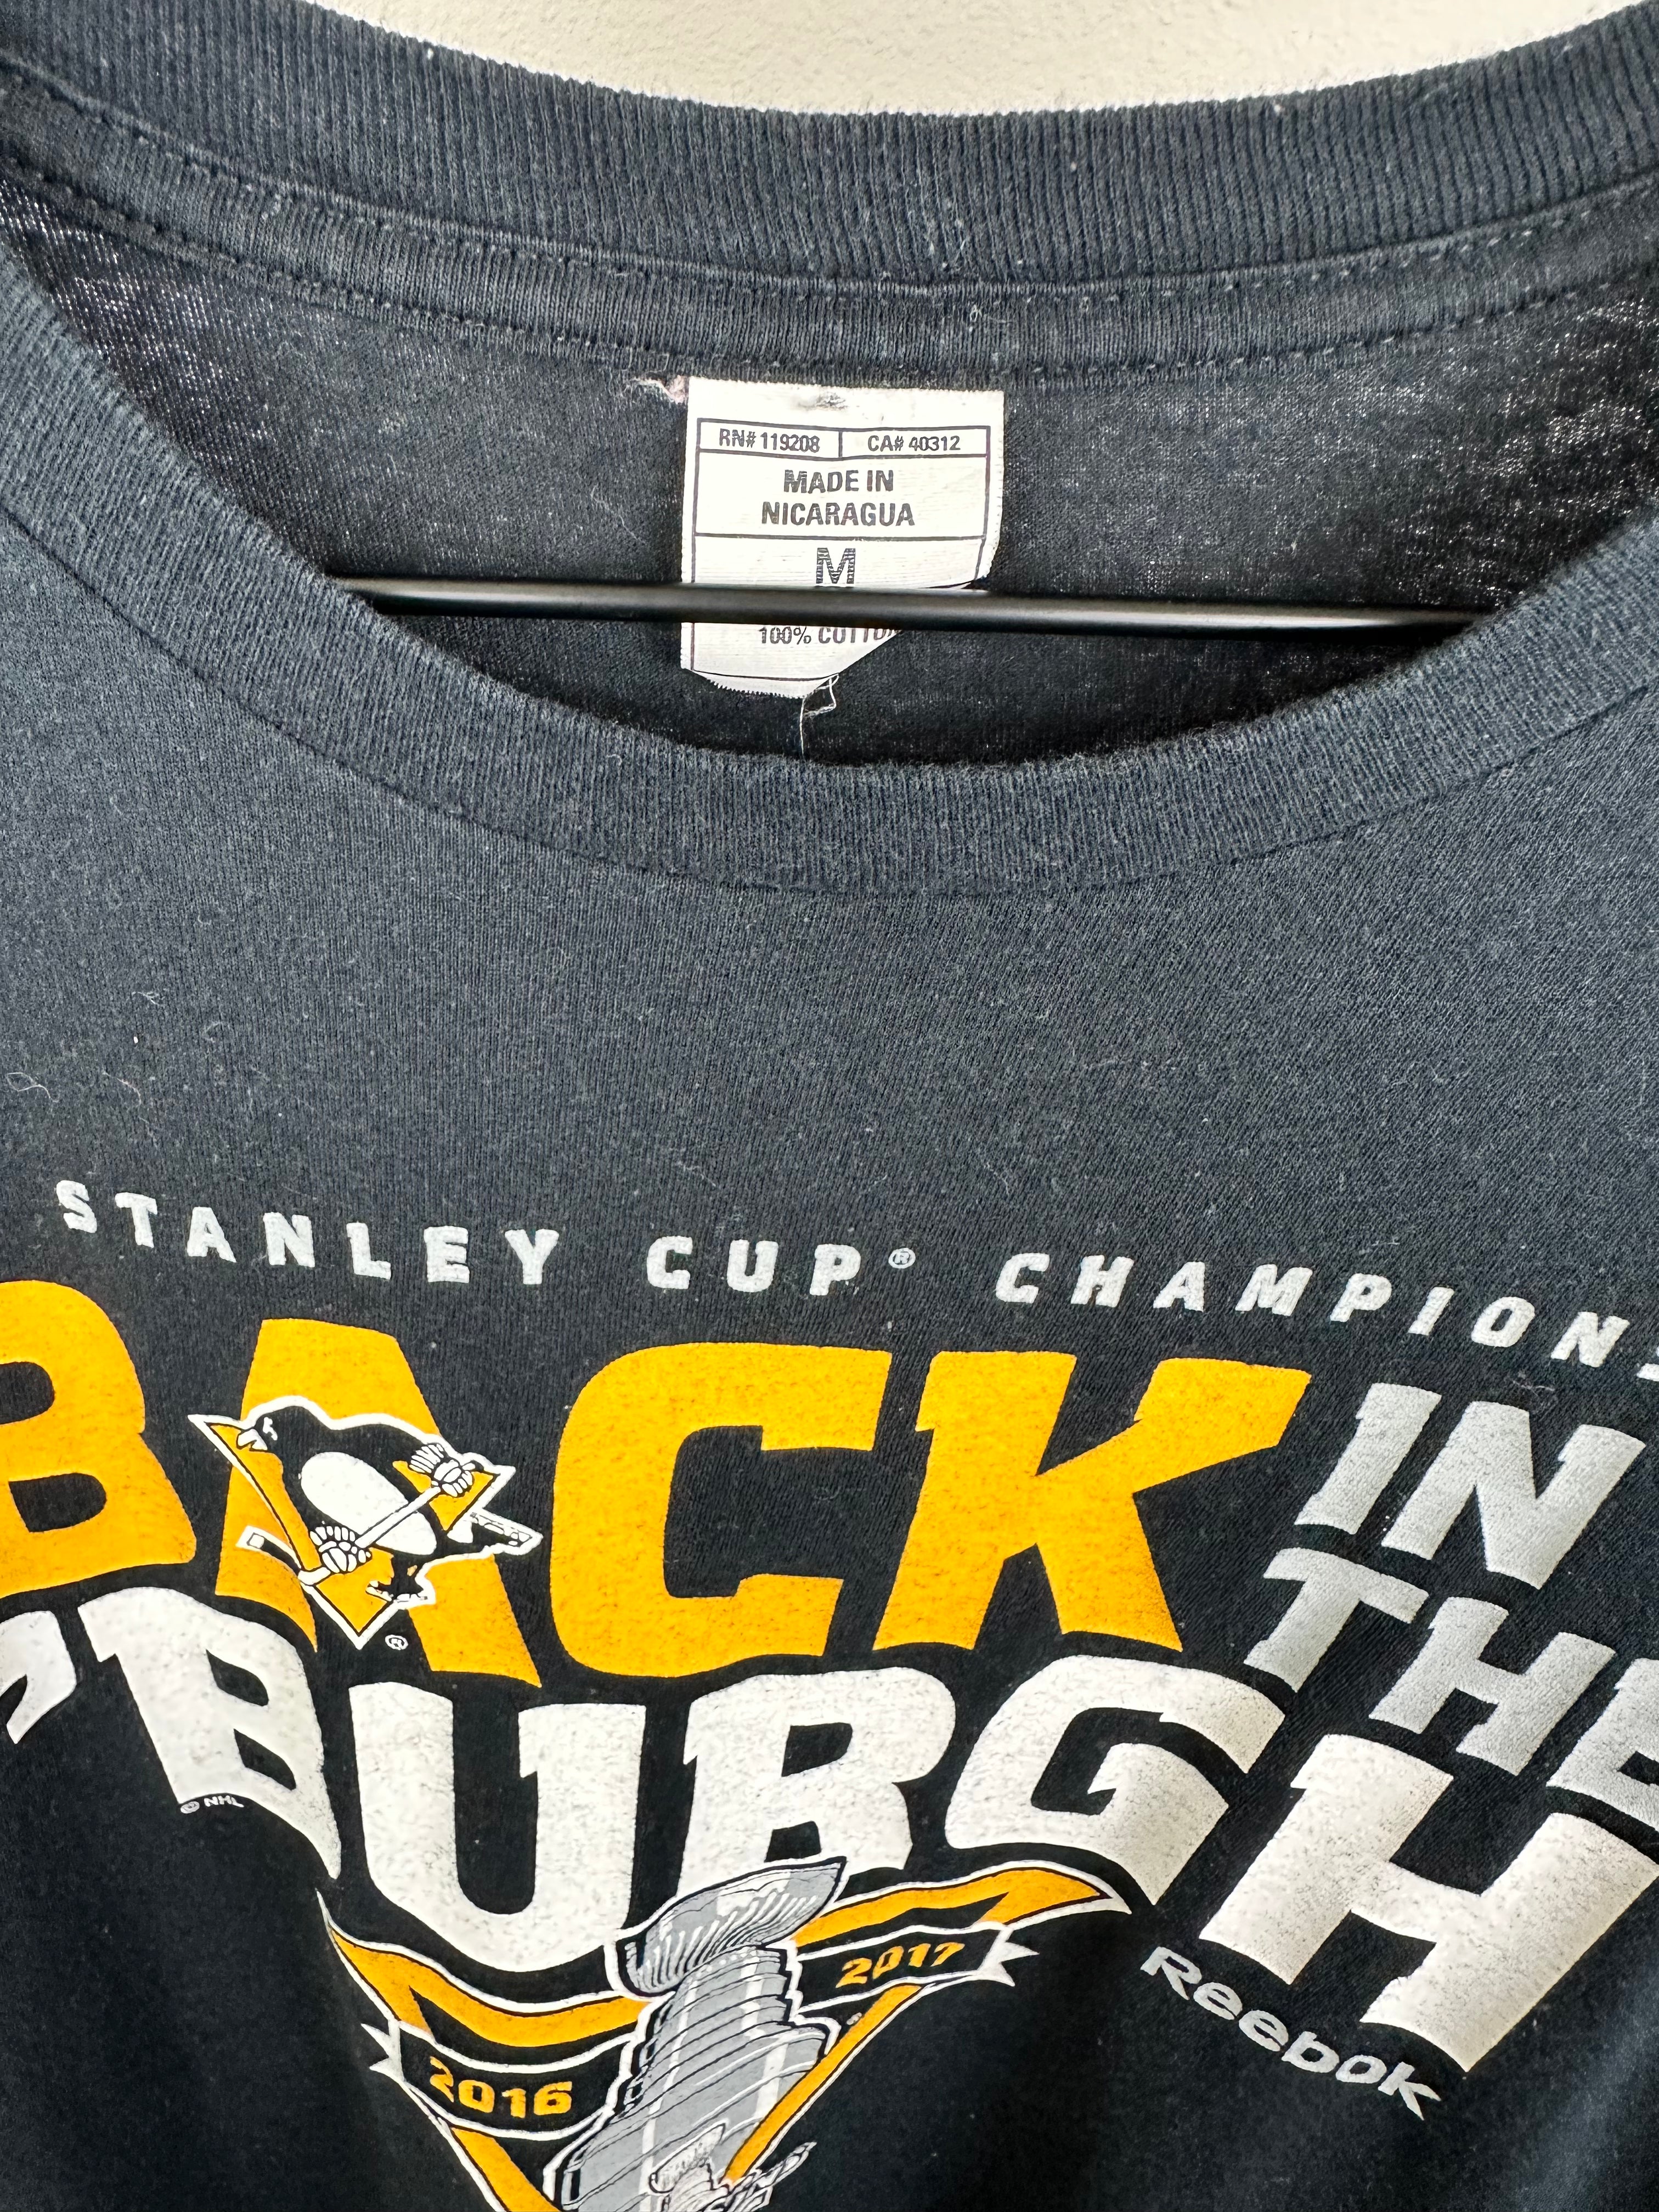 RN# 119208 CA# 40312
MADE IN
NICARAGUA
M
100% COTTON
STANLEY CUP® CHAMPIONS
BACK IN
THE
'BURGH
®
© NHL
2016 2017
Reebok